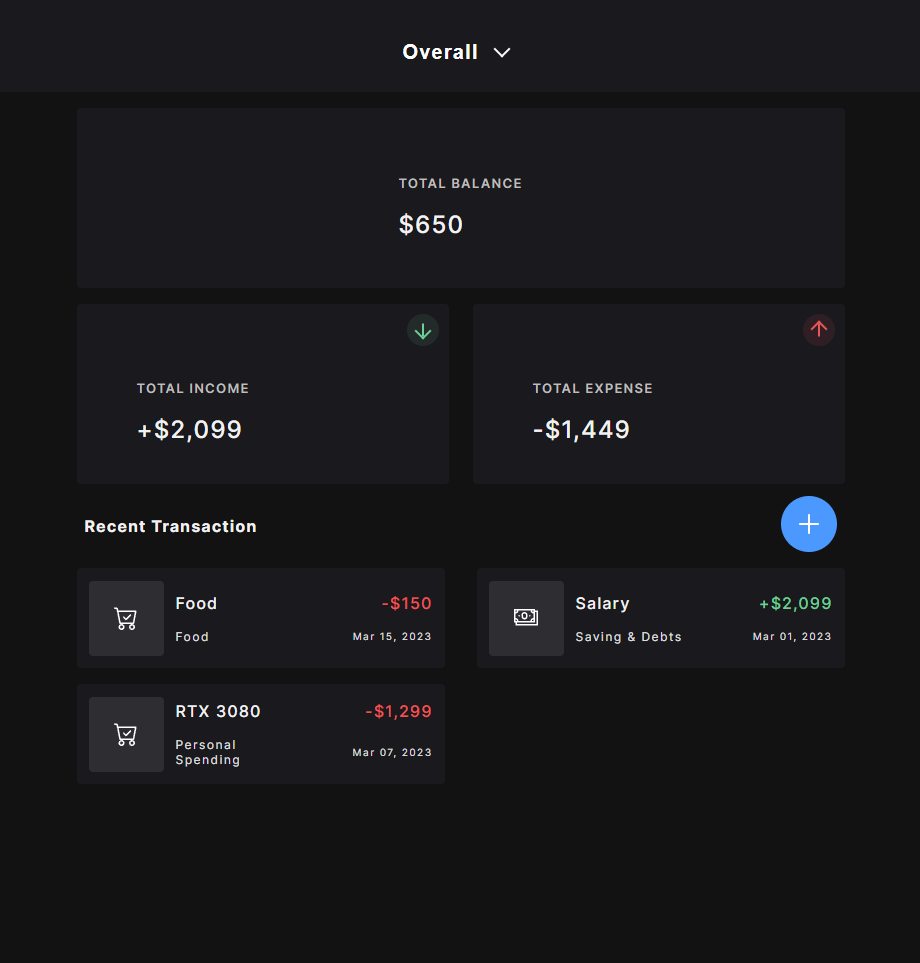 Overall
TOTAL BALANCE
$650
TOTAL INCOME
+$2,099
TOTAL EXPENSE
-$1,449
Recent Transaction
Food
-$150
Food
Mar 15, 2023
Salary
+$2,099
Saving & Debts
Mar 01, 2023
RTX 3080
-$1,299
Personal
Spending
Mar 07, 2023